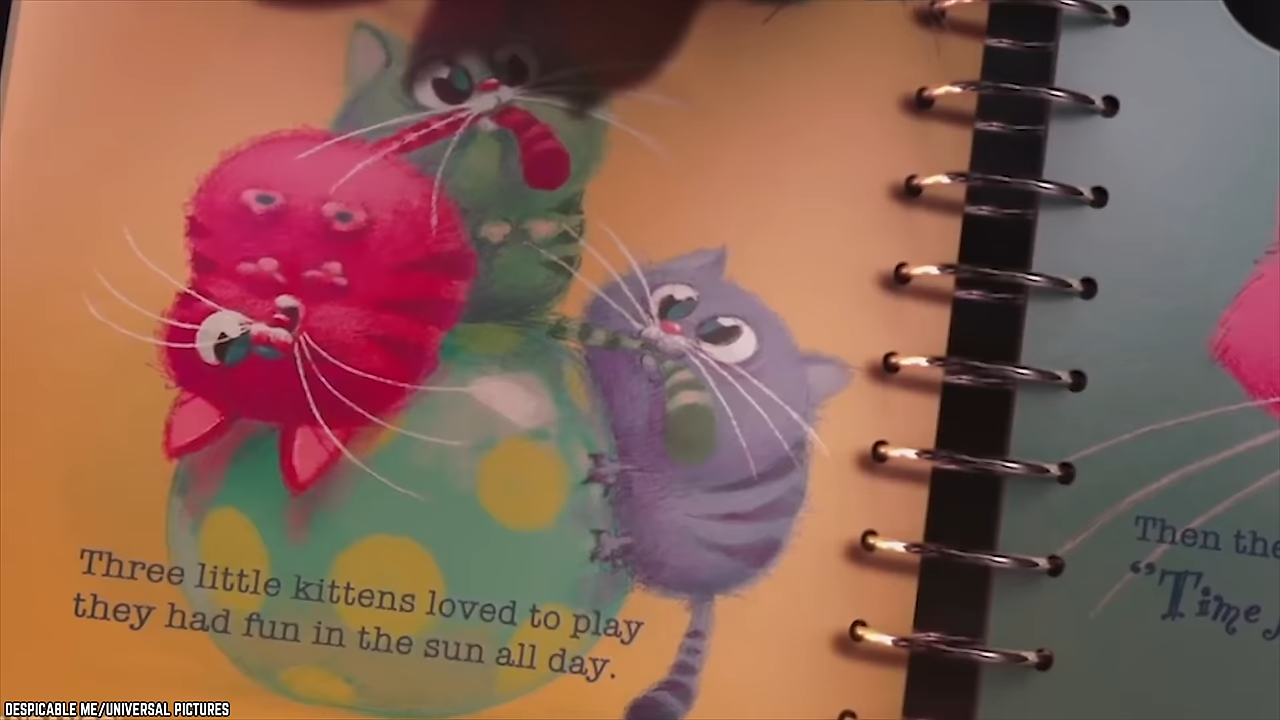 Three little kittens loved to play
they had fun in the sun all day.
Then the
"Time
DESPICABLE ME/UNIVERSAL PICTURES